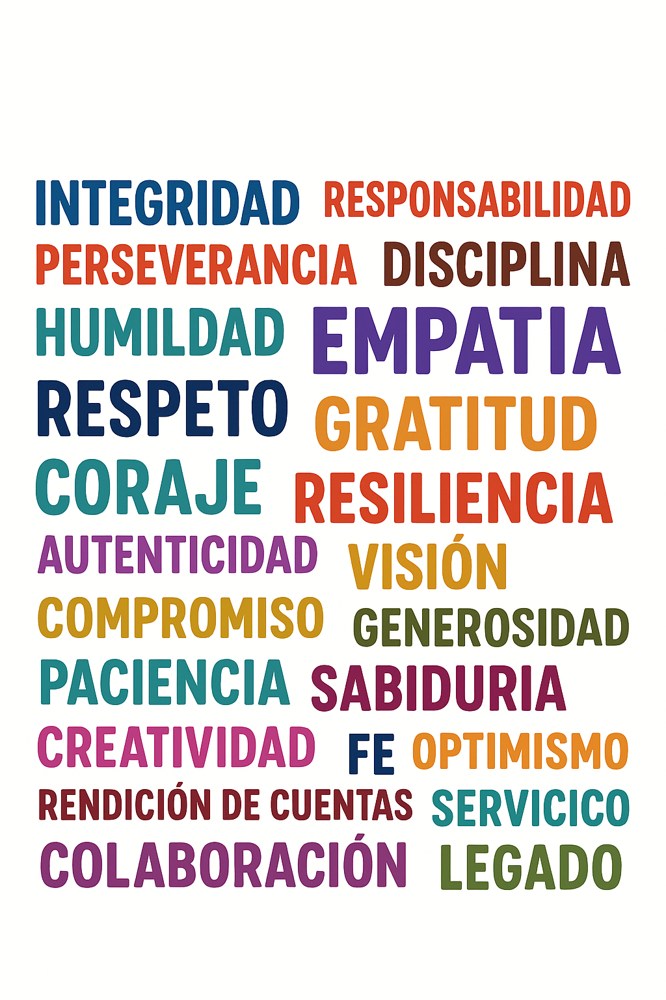 INTEGRIDAD RESPONSABILIDAD
PERSEVERANCIA DISCIPLINA
HUMILDAD EMPATIA
RESPETO GRATITUD
CORAJE RESILIENCIA
AUTENTICIDAD VISIÓN
COMPROMISO GENEROSIDAD
PACIENCIA SABIDURIA
CREATIVIDAD FE OPTIMISMO
RENDICIÓN DE CUENTAS SERVICICO
COLABORACIÓN LEGADO